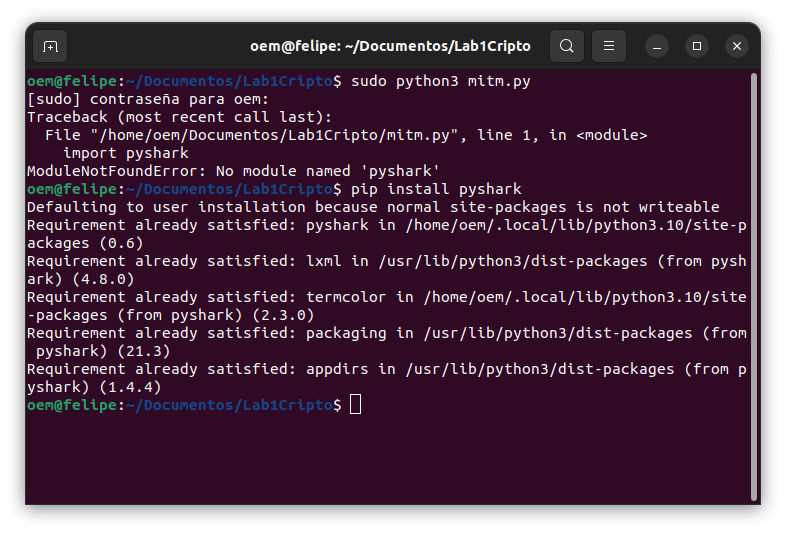 oem@felipe: ~/Documentos/Lab1Cripto
oem@felipe:~/Documentos/Lab1Cripto$ sudo python3 mitm.py
[sudo] contraseña para oem:
Traceback (most recent call last):
  File "/home/oem/Documentos/Lab1Cripto/mitm.py", line 1, in <module>
    import pyshark
ModuleNotFoundError: No module named 'pyshark'
oem@felipe:~/Documentos/Lab1Cripto$ pip install pyshark
Defaulting to user installation because normal site-packages is not writeable
Requirement already satisfied: pyshark in /home/oem/.local/lib/python3.10/site-p
ackages (0.6)
Requirement already satisfied: lxml in /usr/lib/python3/dist-packages (from pysh
ark) (4.8.0)
Requirement already satisfied: termcolor in /home/oem/.local/lib/python3.10/site
-packages (from pyshark) (2.3.0)
Requirement already satisfied: packaging in /usr/lib/python3/dist-packages (from
 pyshark) (21.3)
Requirement already satisfied: appdirs in /usr/lib/python3/dist-packages (from p
yshark) (1.4.4)
oem@felipe:~/Documentos/Lab1Cripto$